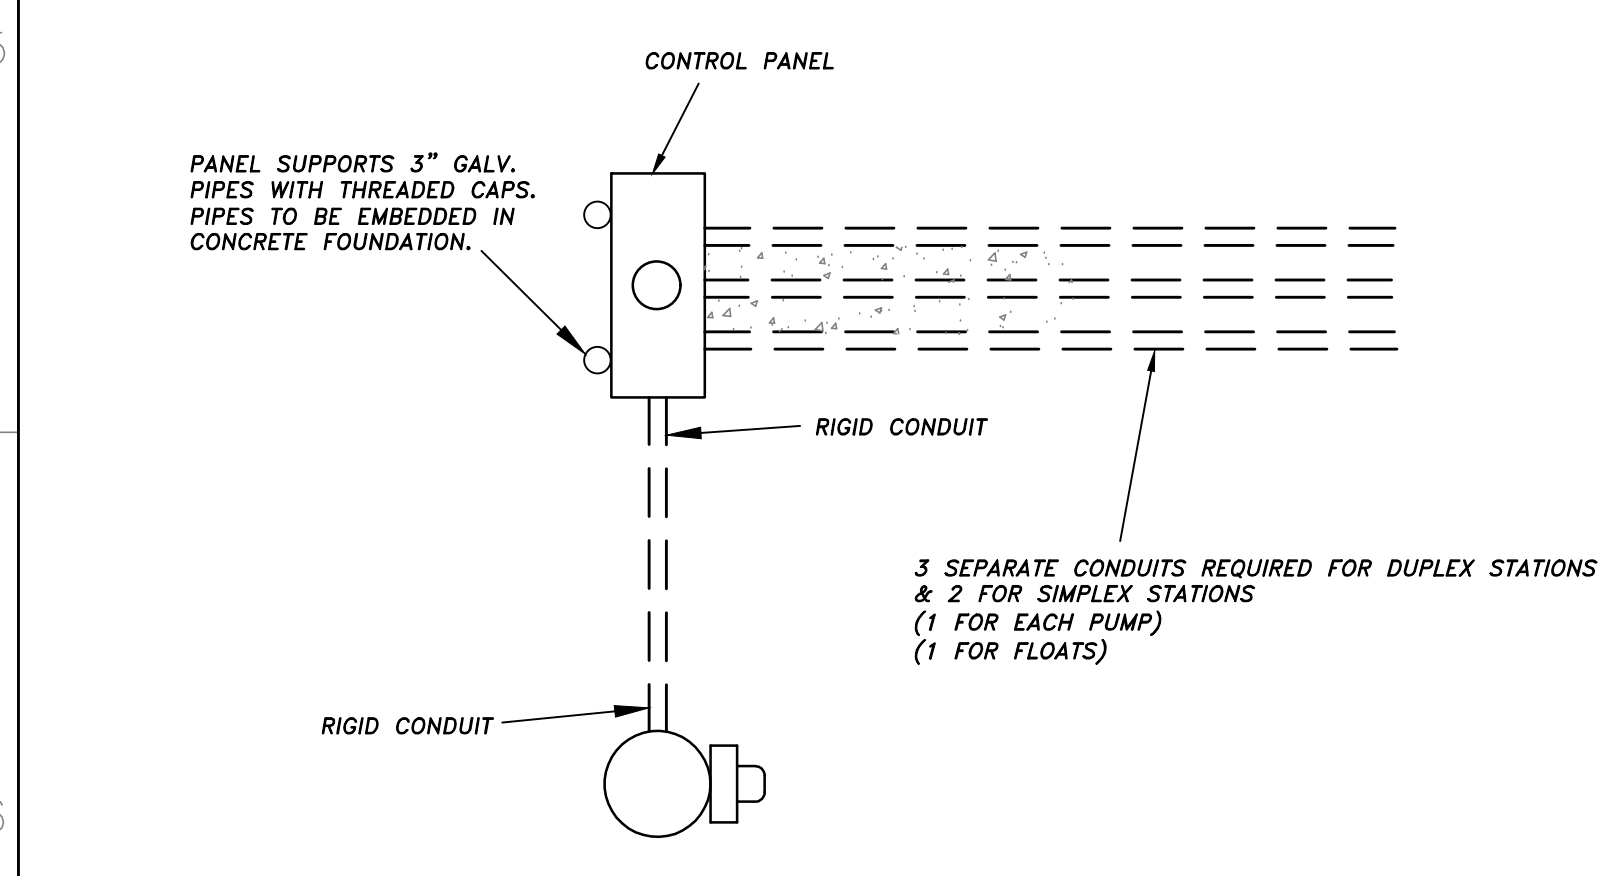 CONTROL PANEL
PANEL SUPPORTS 3" GALV.
PIPES WITH THREADED CAPS.
PIPES TO BE EMBEDDED IN
CONCRETE FOUNDATION.
RIGID CONDUIT
3 SEPARATE CONDUITS REQUIRED FOR DUPLEX STATIONS
& 2 FOR SIMPLEX STATIONS
(1 FOR EACH PUMP)
(1 FOR FLOATS)
RIGID CONDUIT